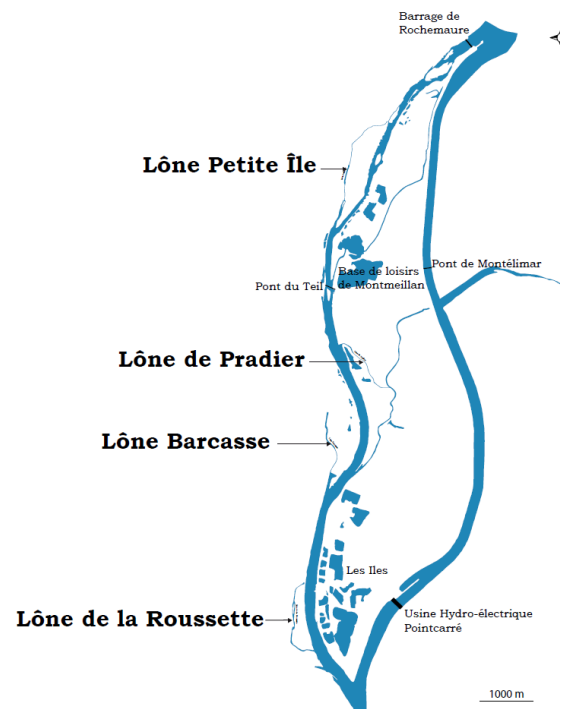 Barrage de
Rochemaure
Lône Petite Île
Pont de Montélimar
Base de loisirs
de Montmeillan
Pont du Teil
Lône de Pradier
Lône Barcasse
Les Iles
Lône de la Roussette
Usine Hydro-électrique
Pointcarré
1000 m